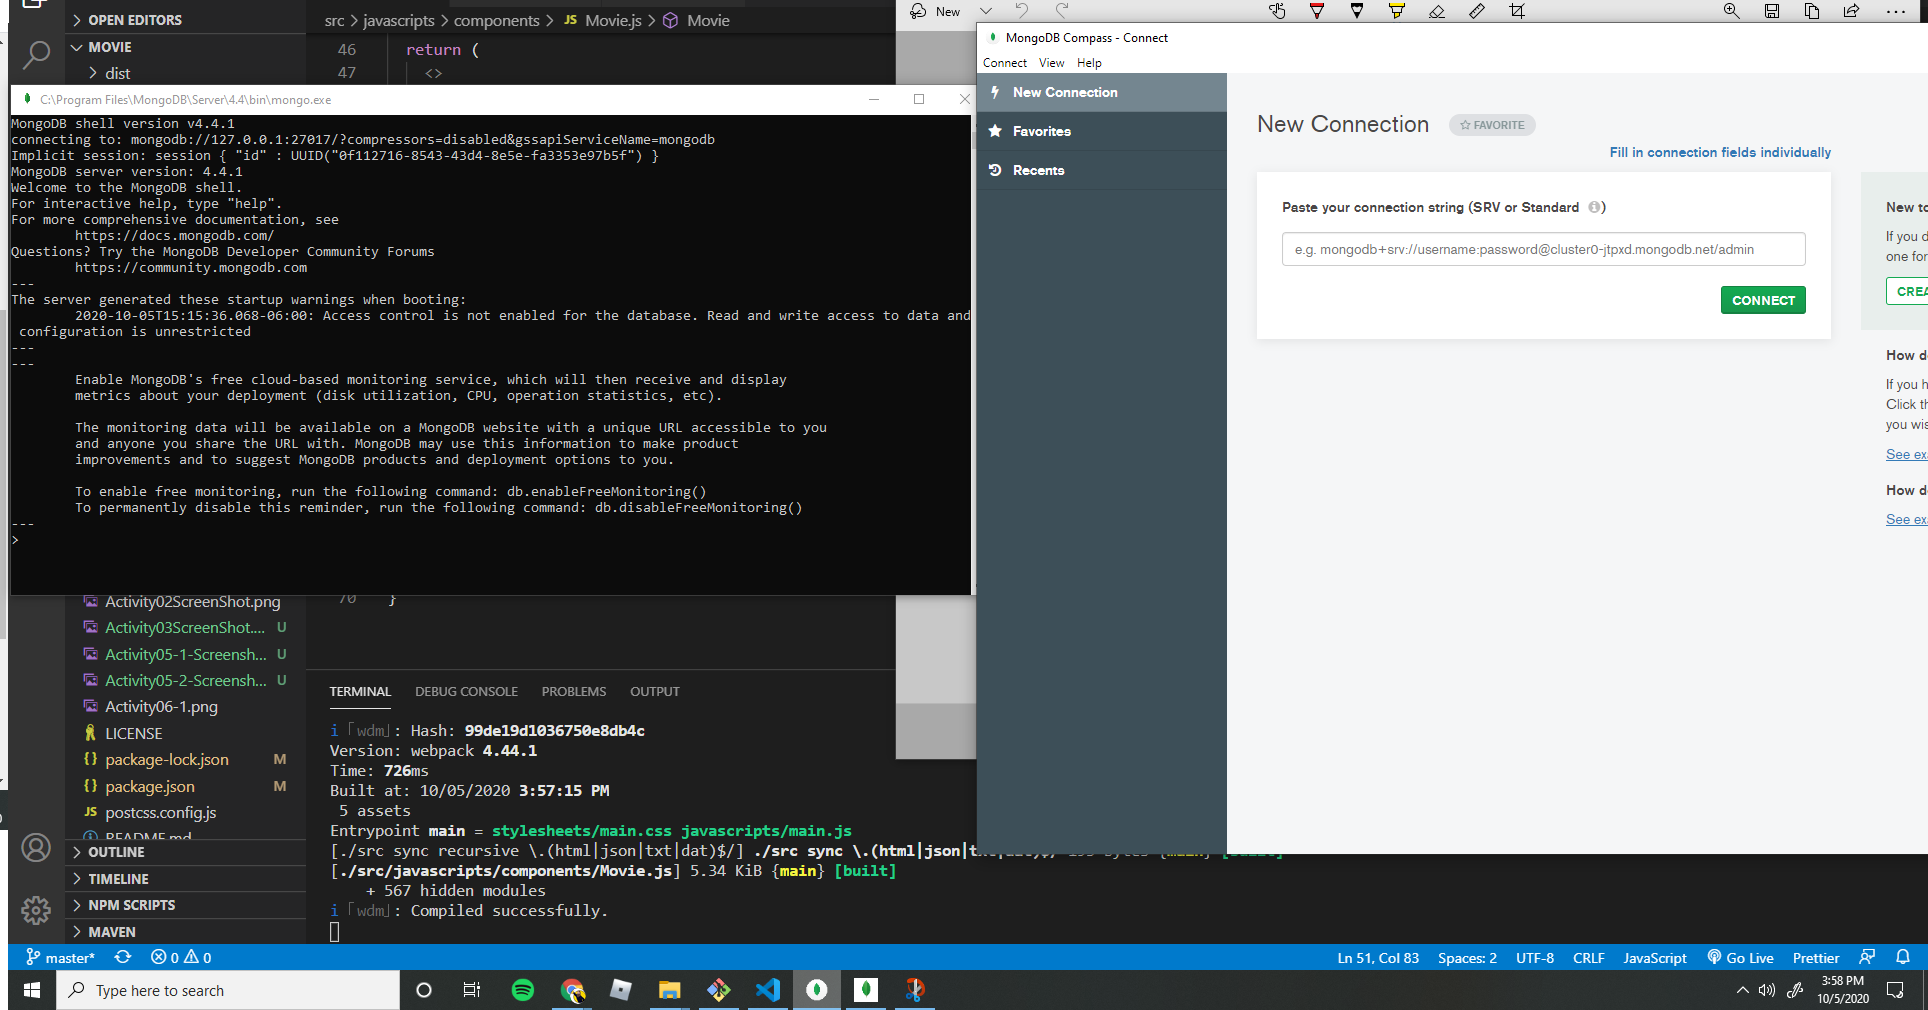 OPEN EDITORS
MOVIE
dist
src > javascripts > components > JS Movie.js > Movie
46 return (
47 <>
New
C:\Program Files\MongoDB\Server\4.4\bin\mongo.exe
MongoDB shell version v4.4.1
connecting to: mongodb://127.0.0.1:27017/?compressors=disabled&gssapiServiceName=mongodb
Implicit session: session { "id" : UUID("0f112716-8543-43d4-8e5e-fa3353e97b5f") }
MongoDB server version: 4.4.1
Welcome to the MongoDB shell.
For interactive help, type "help".
For more comprehensive documentation, see
https://docs.mongodb.com/
Questions? Try the MongoDB Developer Community Forums
https://community.mongodb.com
---
The server generated these startup warnings when booting:
2020-10-05T15:15:36.068-06:00: Access control is not enabled for the database. Read and write access to data and
configuration is unrestricted
---
---
Enable MongoDB's free cloud-based monitoring service, which will then receive and display
metrics about your deployment (disk utilization, CPU, operation statistics, etc).
The monitoring data will be available on a MongoDB website with a unique URL accessible to you
and anyone you share the URL with. MongoDB may use this information to make product
improvements and to suggest MongoDB products and deployment options to you.
To enable free monitoring, run the following command: db.enableFreeMonitoring()
To permanently disable this reminder, run the following command: db.disableFreeMonitoring()
---
>
MongoDB Compass - Connect
Connect View Help
New Connection
Favorites
Recents
New Connection FAVORITE
Fill in connection fields individually
Paste your connection string (SRV or Standard )
e.g. mongodb+srv://username:password@cluster0-jtpxd.mongodb.net/admin
CONNECT
New to
If you d
one for
CREA
How do
If you h
Click th
you wis
See exa
How do
See exa
70 }
Activity02ScreenShot.png
Activity03ScreenShot.... U
Activity05-1-Screensh... U
Activity05-2-Screensh... U
Activity06-1.png
LICENSE
{} package-lock.json M
{} package.json M
JS postcss.config.js
README.md
OUTLINE
TIMELINE
NPM SCRIPTS
MAVEN
TERMINAL DEBUG CONSOLE PROBLEMS OUTPUT
i ｢wdm｣: Hash: 99de19d1036750e8db4c
Version: webpack 4.44.1
Time: 726ms
Built at: 10/05/2020 3:57:15 PM
5 assets
Entrypoint main = stylesheets/main.css javascripts/main.js
[./src sync recursive \.(html|json|txt|dat)$/] ./src sync \.(html|json|txt|dat)$/ 193 bytes {main} [built]
[./src/javascripts/components/Movie.js] 5.34 KiB {main} [built]
+ 567 hidden modules
i ｢wdm｣: Compiled successfully.
master* 0 0
Ln 51, Col 83 Spaces: 2 UTF-8 CRLF JavaScript Go Live Prettier
Type here to search
3:58 PM
10/5/2020